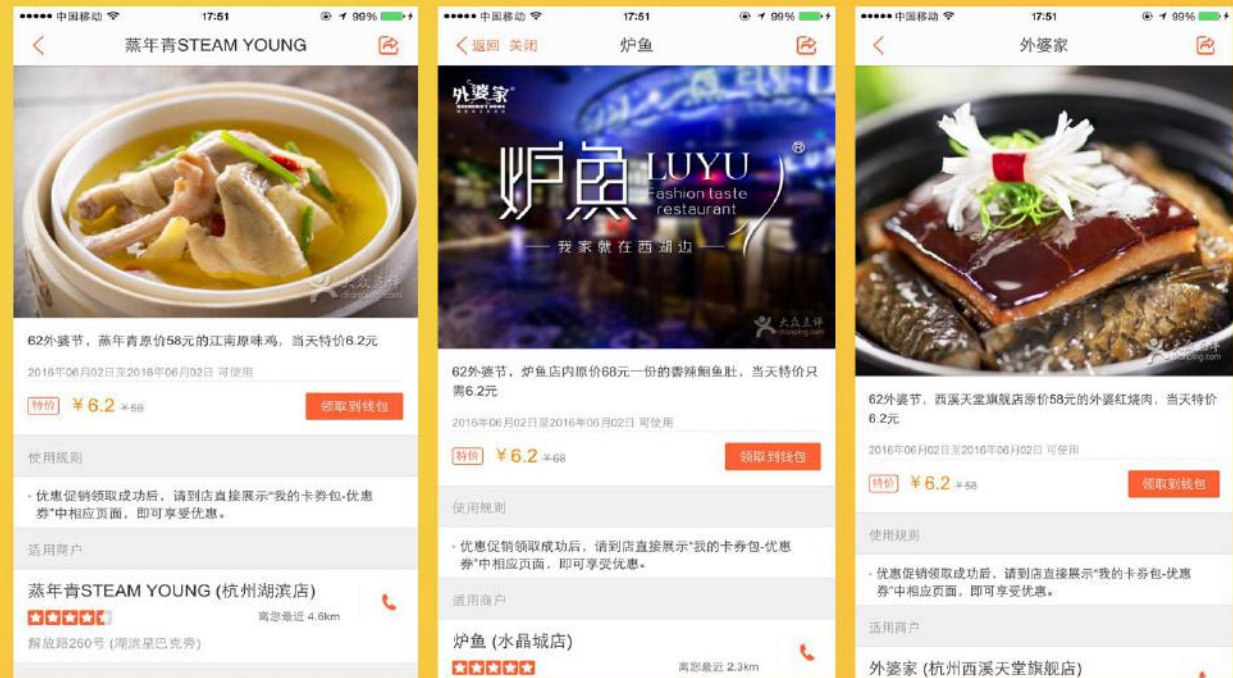 中国移动 17:51 99%
蒸年青STEAM YOUNG
大众点评
dianping.com
62外婆节，蒸年青原价58元的江南原味鸡，当天特价6.2元
2016年06月02日至2016年06月02日 可使用
特价 ￥6.2 ￥58 领取到钱包
使用规则
· 优惠促销领取成功后，请到店直接展示“我的卡券包-优惠
券”中相应页面，即可享受优惠。
适用商户
蒸年青STEAM YOUNG (杭州湖滨店)
离您最近 4.6km
解放路260号 (湖滨星巴克旁)
中国移动 17:51 99%
返回 关闭 炉鱼
外婆家
炉鱼 LUYU ®
Fashion taste
restaurant
我家就在西湖边
大众点评
dianping.com
62外婆节，炉鱼店内原价68元一份的香辣鮰鱼肚，当天特价只
需6.2元
2016年06月02日至2016年06月02日 可使用
特价 ￥6.2 ￥68 领取到钱包
使用规则
· 优惠促销领取成功后，请到店直接展示“我的卡券包-优惠
券”中相应页面，即可享受优惠。
适用商户
炉鱼 (水晶城店)
离您最近 2.3km
中国移动 17:51 99%
外婆家
大众点评
dianping.com
62外婆节，西溪天堂旗舰店原价58元的外婆红烧肉，当天特价
6.2元
2016年06月02日至2016年06月02日 可使用
特价 ￥6.2 ￥58 领取到钱包
使用规则
· 优惠促销领取成功后，请到店直接展示“我的卡券包-优惠
券”中相应页面，即可享受优惠。
适用商户
外婆家 (杭州西溪天堂旗舰店)